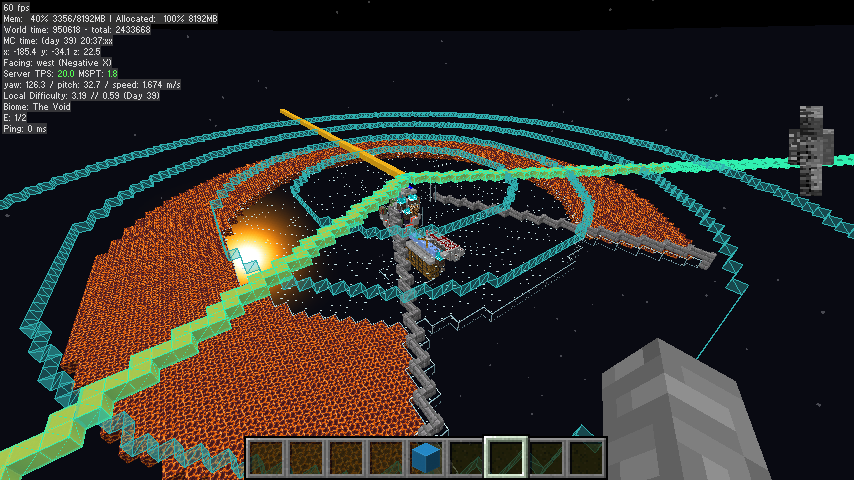 60 fps
Mem: 40% 3356/8192MB | Allocated: 100% 8192MB
World time: 950618 - total: 2433668
MC time: (day 39) 20:37:xx
x: -185.4 y: -34.1 z: 22.5
Facing: west (Negative X)
Server TPS: 20.0 MSPT: 1.8
yaw: 126.3 / pitch: 32.7 / speed: 1.674 m/s
Local Difficulty: 3.19 // 0.59 (Day 39)
Biome: The Void
E: 1/2
Ping: 0 ms